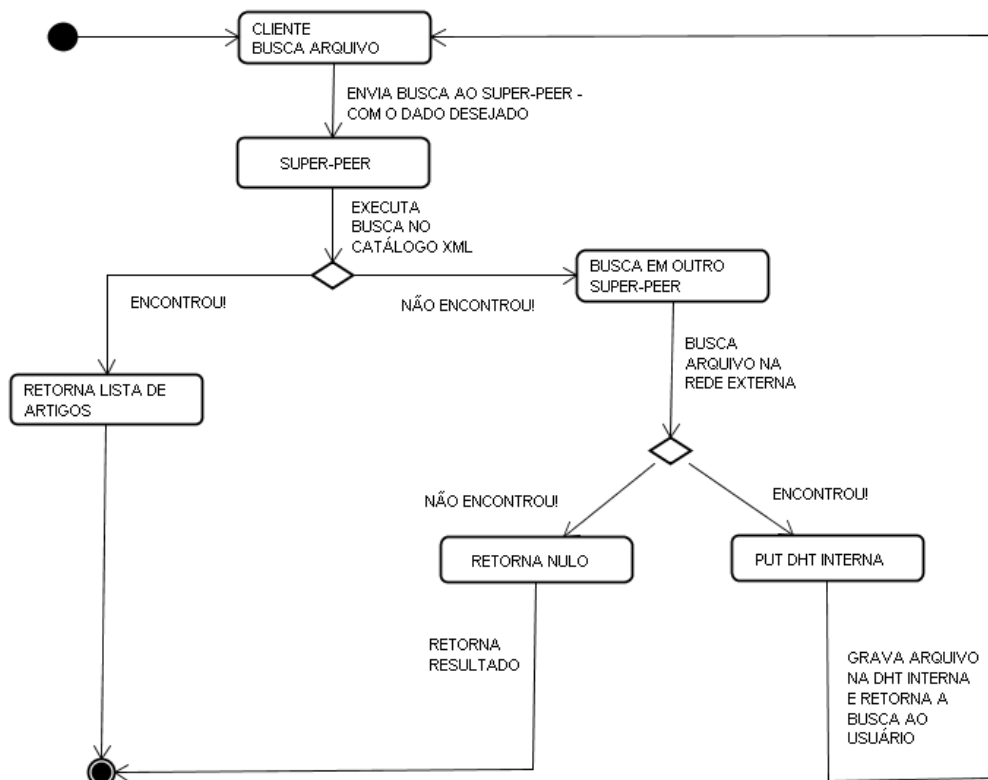 CLIENTE
BUSCA ARQUIVO
ENVIA BUSCA AO SUPER-PEER -
COM O DADO DESEJADO
SUPER-PEER
EXECUTA
BUSCA NO
CATÁLOGO XML
ENCONTROU!
NÃO ENCONTROU!
BUSCA EM OUTRO
SUPER-PEER
BUSCA
ARQUIVO NA
REDE EXTERNA
RETORNA LISTA DE
ARTIGOS
NÃO ENCONTROU!
ENCONTROU!
RETORNA NULO
PUT DHT INTERNA
RETORNA
RESULTADO
GRAVA ARQUIVO
NA DHT INTERNA
E RETORNA A
BUSCA AO
USUÁRIO